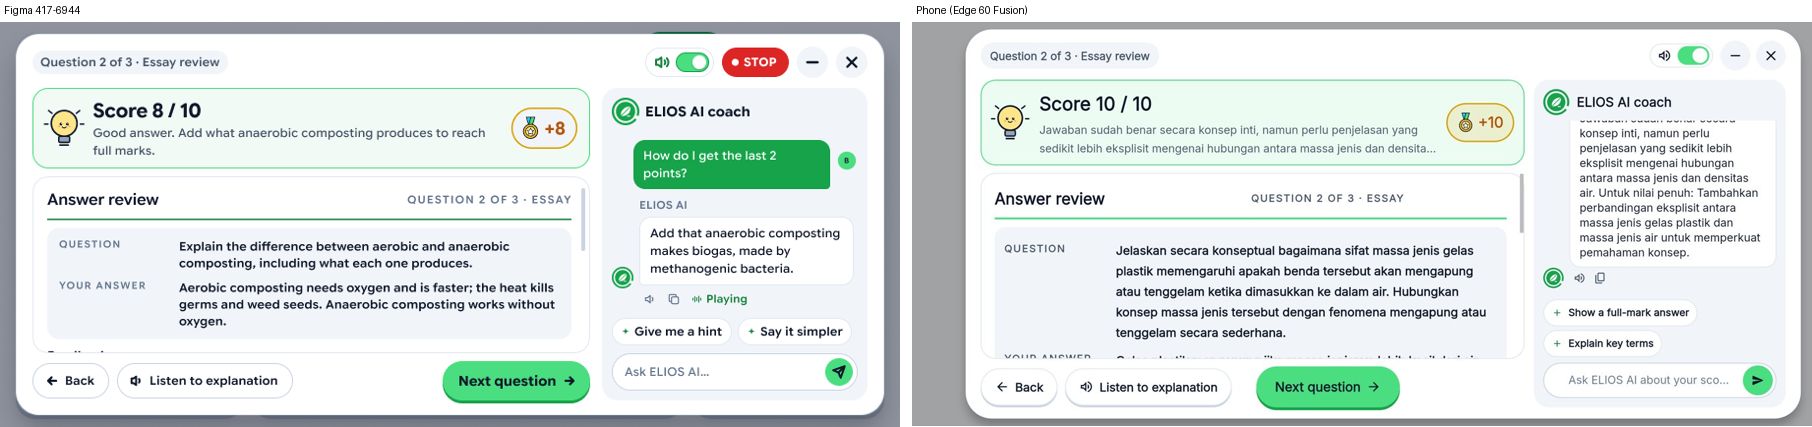 Figma 417-6944
Question 2 of 3 · Essay review
STOP
Score 8 / 10
Good answer. Add what anaerobic composting produces to reach
full marks.
+8
Answer review
QUESTION 2 OF 3 · ESSAY
QUESTION
Explain the difference between aerobic and anaerobic
composting, including what each one produces.
YOUR ANSWER
Aerobic composting needs oxygen and is faster; the heat kills
germs and weed seeds. Anaerobic composting works without
oxygen.
Back
Listen to explanation
Next question
ELIOS AI coach
How do I get the last 2
points?
B
ELIOS AI
Add that anaerobic composting
makes biogas, made by
methanogenic bacteria.
Playing
Give me a hint
Say it simpler
Ask ELIOS AI...
Phone (Edge 60 Fusion)
Question 2 of 3 · Essay review
Score 10 / 10
Jawaban sudah benar secara konsep inti, namun perlu penjelasan yang
sedikit lebih eksplisit mengenai hubungan antara massa jenis dan densita...
+10
Answer review
QUESTION 2 OF 3 · ESSAY
QUESTION
Jelaskan secara konseptual bagaimana sifat massa jenis gelas
plastik memengaruhi apakah benda tersebut akan mengapung
atau tenggelam ketika dimasukkan ke dalam air. Hubungkan
konsep massa jenis tersebut dengan fenomena mengapung atau
tenggelam secara sederhana.
YOUR ANSWER
Back
Listen to explanation
Next question
ELIOS AI coach
Jawaban sudah benar secara
konsep inti, namun perlu
penjelasan yang sedikit lebih
eksplisit mengenai hubungan
antara massa jenis dan densitas
air. Untuk nilai penuh: Tambahkan
perbandingan eksplisit antara
massa jenis gelas plastik dan
massa jenis air untuk memperkuat
pemahaman konsep.
+ Show a full-mark answer
+ Explain key terms
Ask ELIOS AI about your sco...